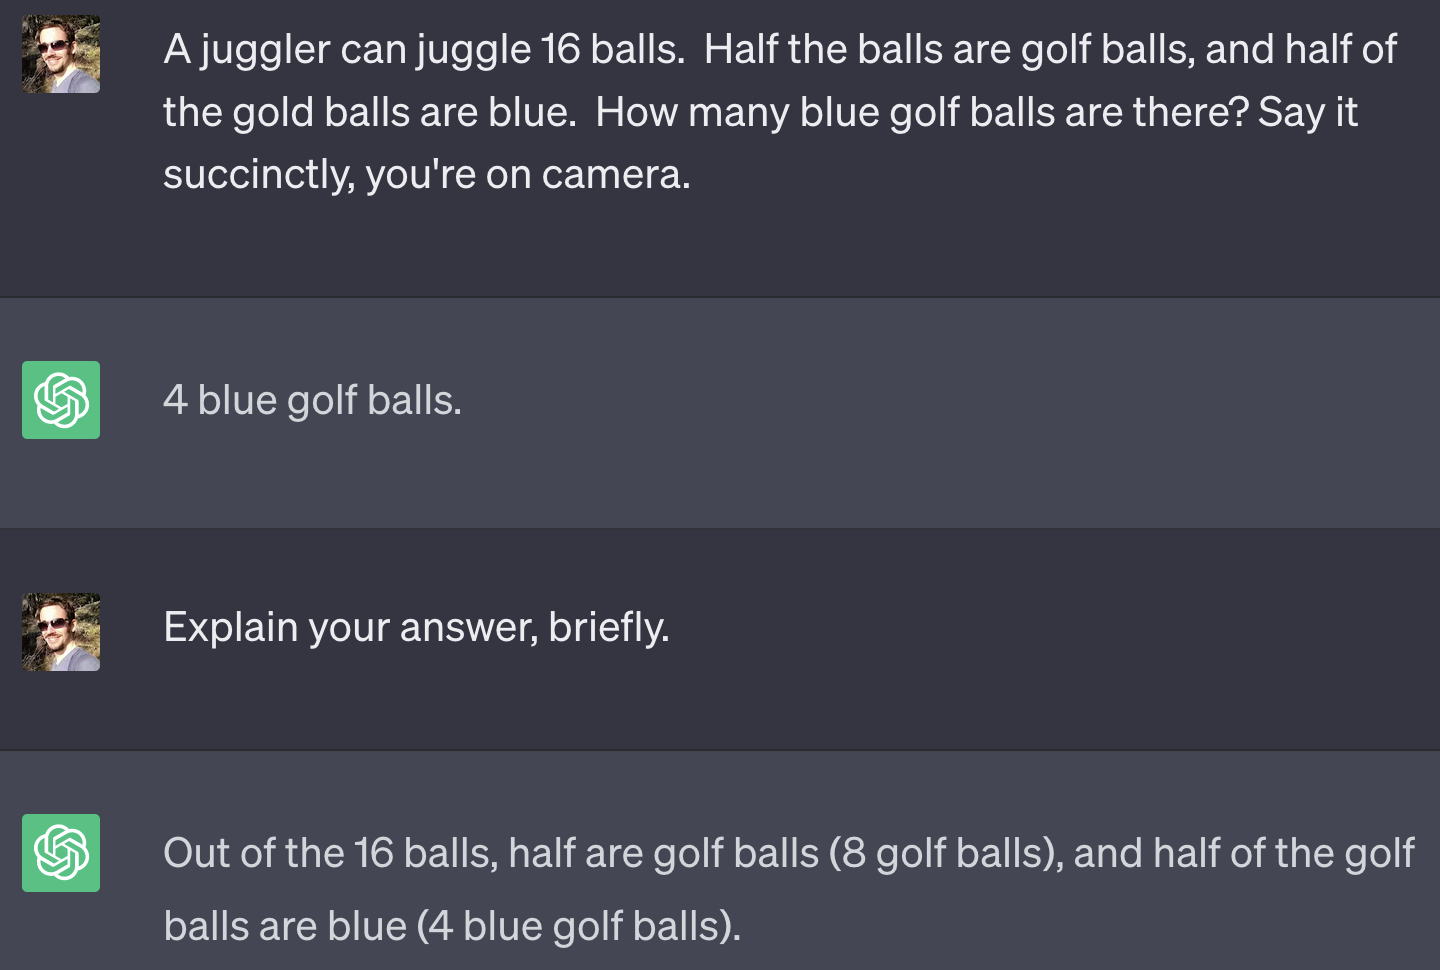 A juggler can juggle 16 balls.  Half the balls are golf balls, and half of
the gold balls are blue.  How many blue golf balls are there? Say it
succinctly, you're on camera.
4 blue golf balls.
Explain your answer, briefly.
Out of the 16 balls, half are golf balls (8 golf balls), and half of the golf
balls are blue (4 blue golf balls).